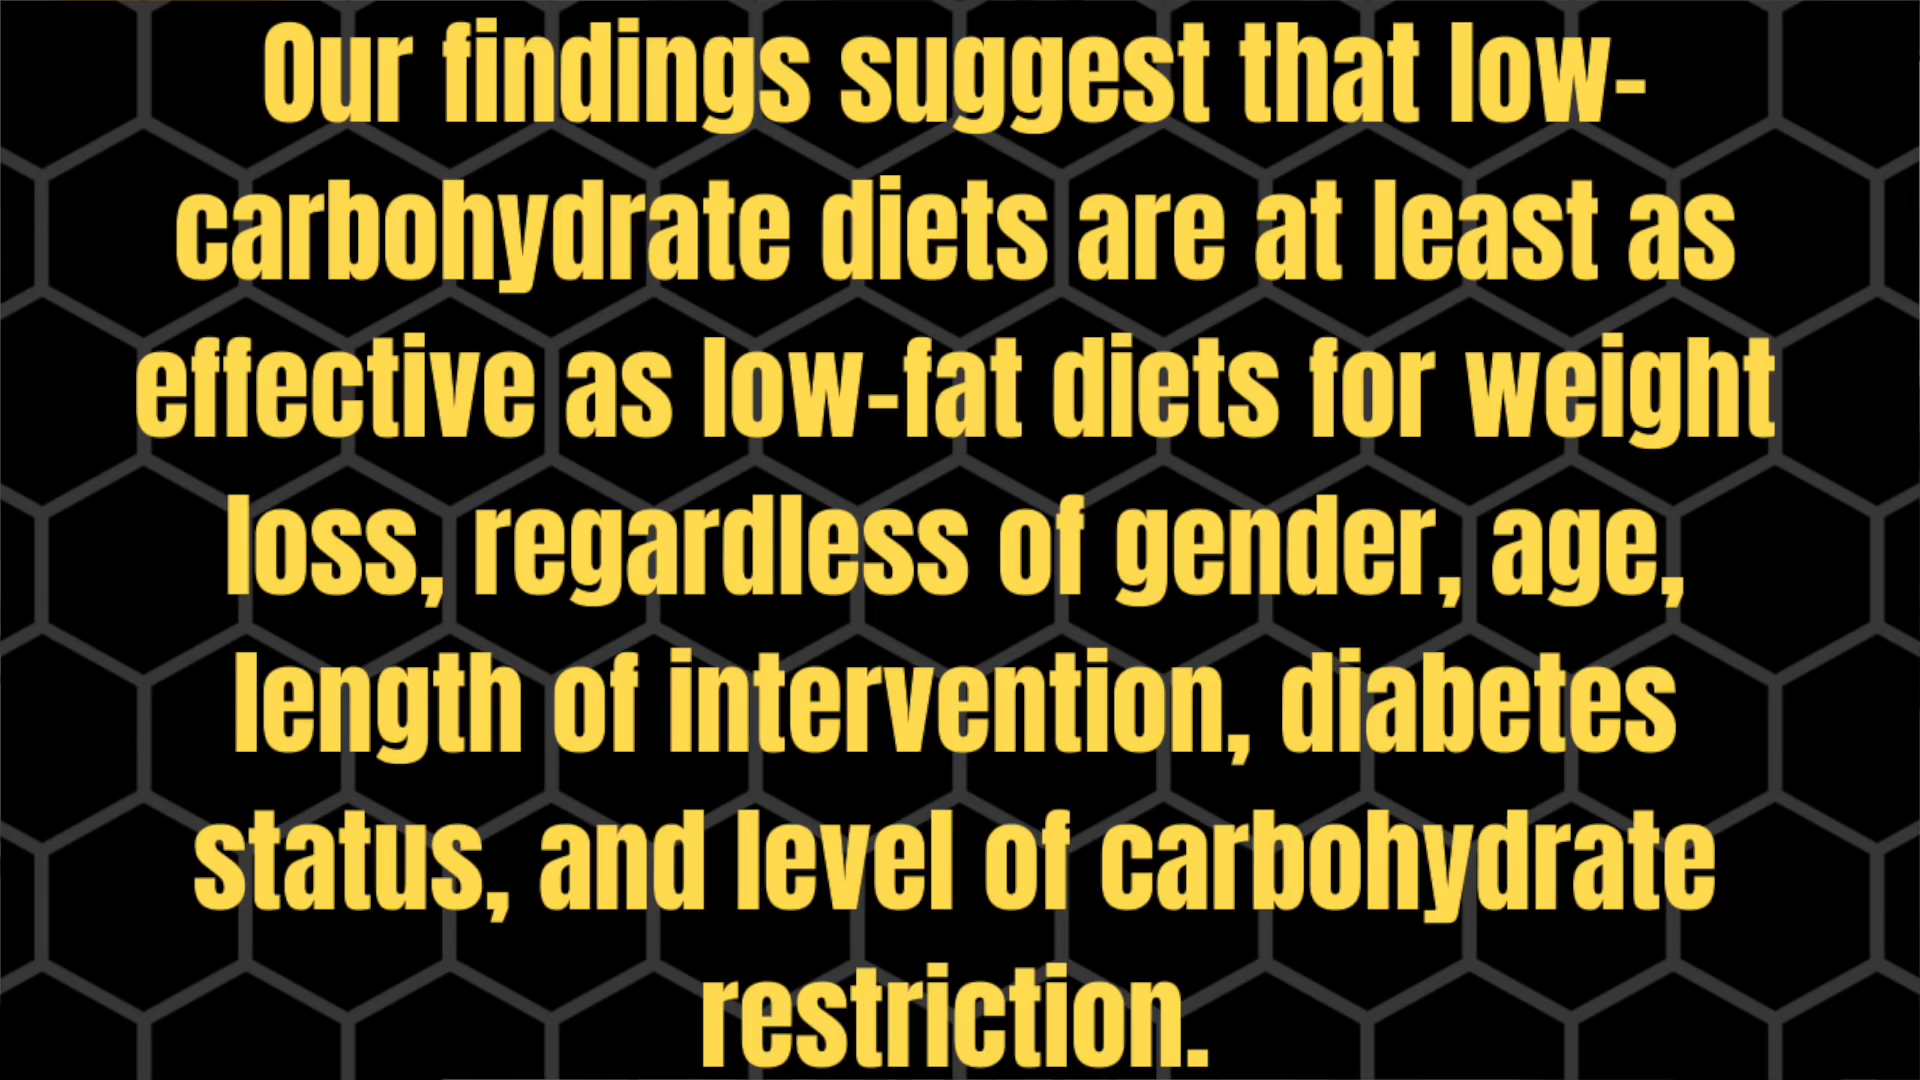 Our findings suggest that low-
carbohydrate diets are at least as
effective as low-fat diets for weight
loss, regardless of gender, age,
length of intervention, diabetes
status, and level of carbohydrate
restriction.